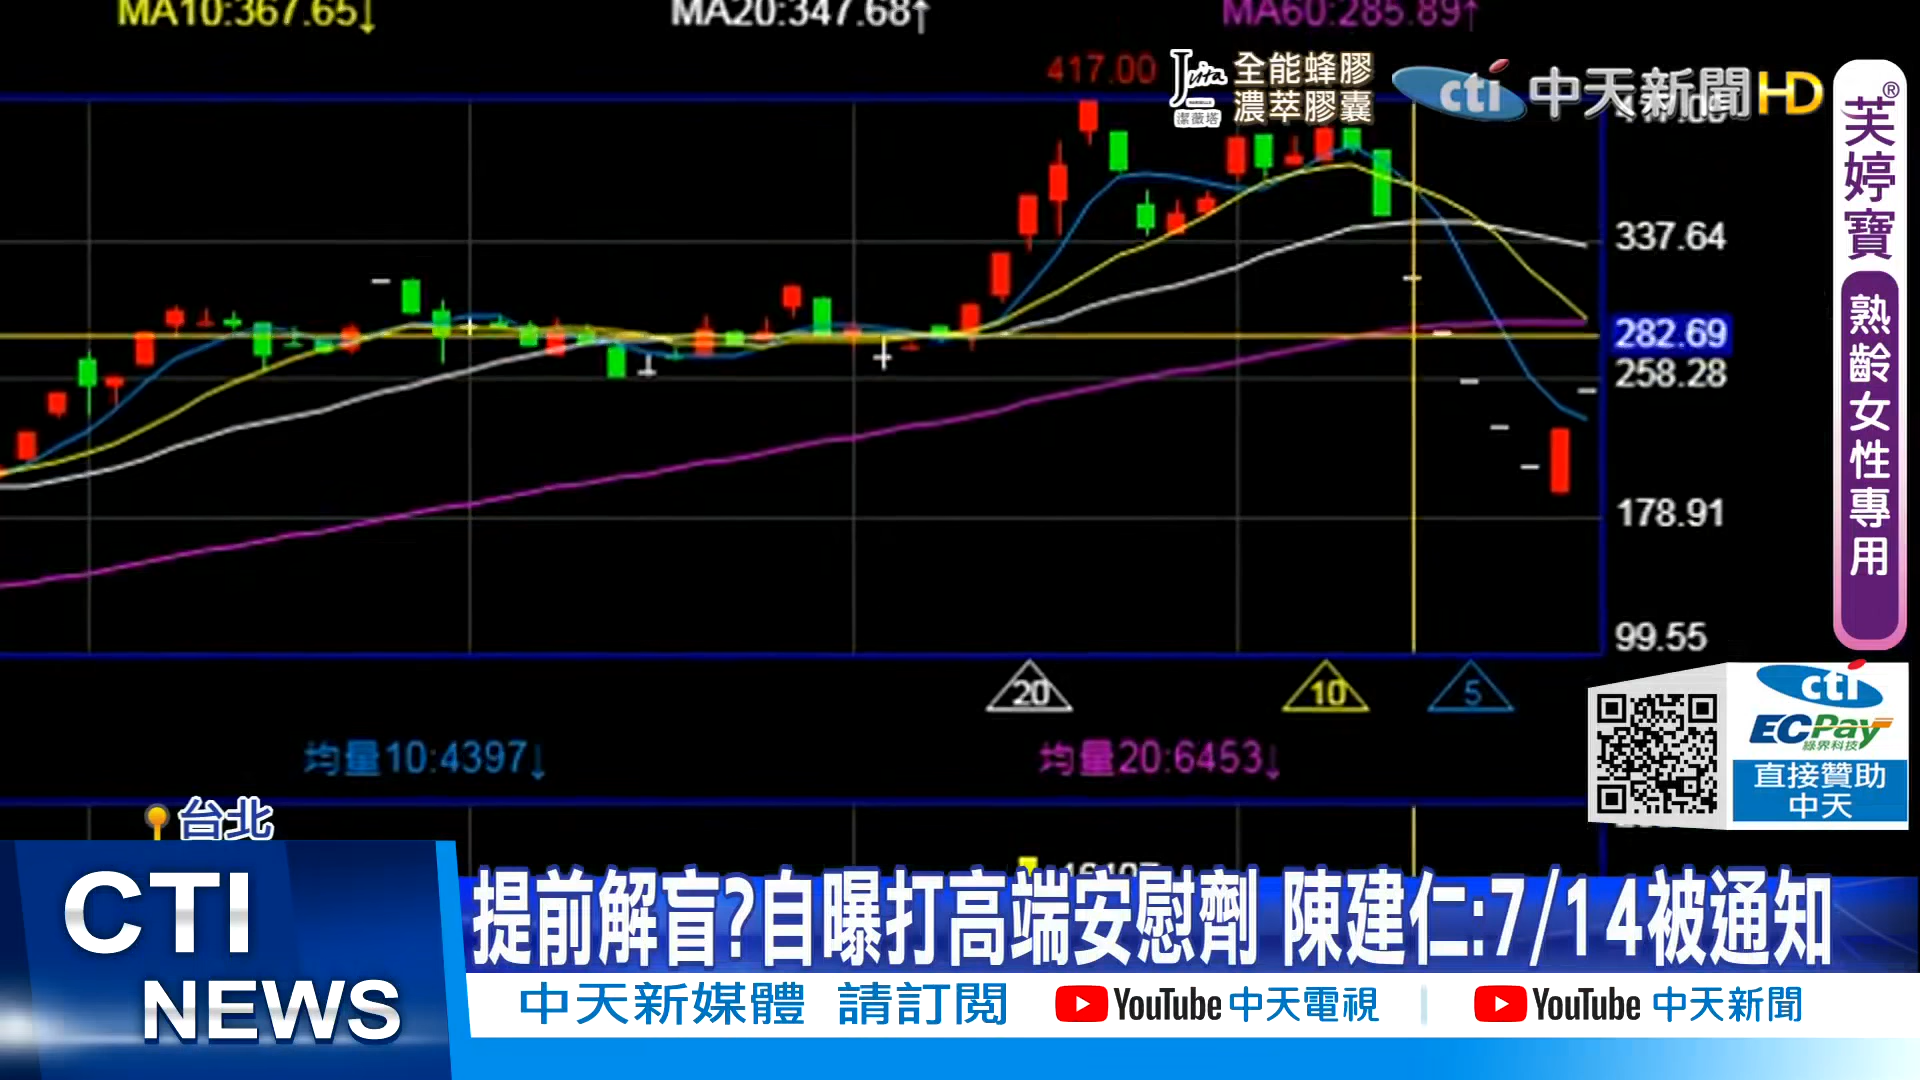 MA10:367.65↓
MA20:347.68↑
MA60:285.89↑
417.00
Jvita
潔薇塔
全能蜂膠
濃萃膠囊
cti 中天新聞HD
芙婷寶®
熟齡女性專用
337.64
282.69
258.28
178.91
99.55
20
10
5
均量10:4397↓
均量20:6453↓
cti
ECPay
綠界科技
直接贊助
中天
台北
CTI
NEWS
提前解盲?自曝打高端安慰劑 陳建仁:7/14被通知
中天新媒體 請訂閱 YouTube 中天電視 YouTube 中天新聞